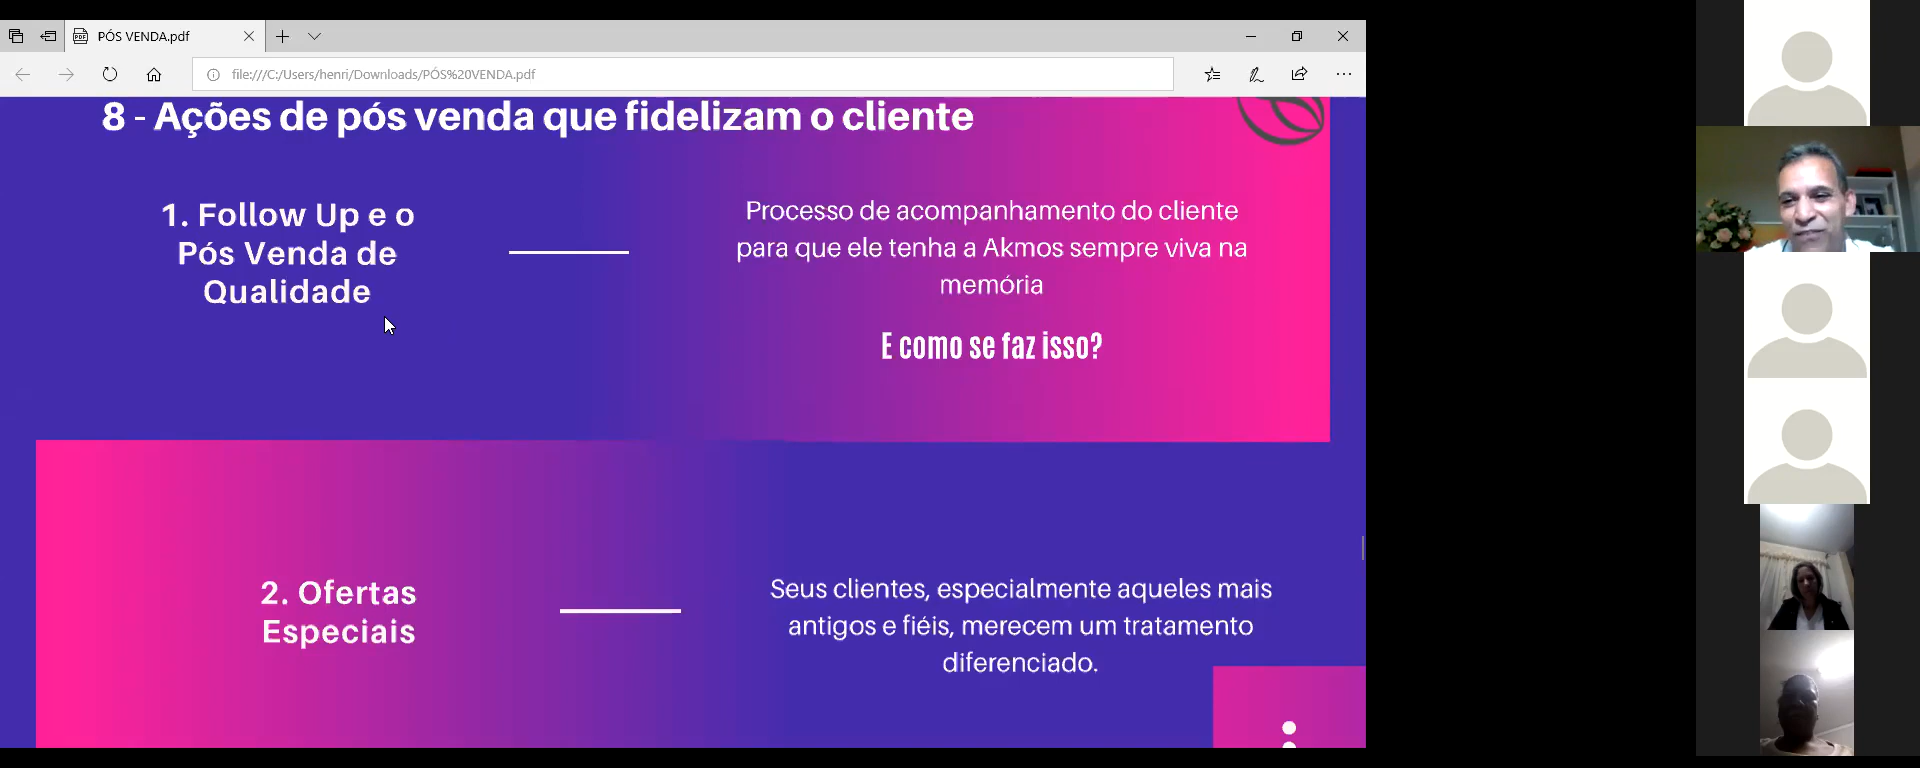 PÓS VENDA.pdf
file:///C:/Users/henri/Downloads/PÓS%20VENDA.pdf
8 - Ações de pós venda que fidelizam o cliente
1. Follow Up e o
Pós Venda de
Qualidade
Processo de acompanhamento do cliente
para que ele tenha a Akmos sempre viva na
memória
E como se faz isso?
2. Ofertas
Especiais
Seus clientes, especialmente aqueles mais
antigos e fiéis, merecem um tratamento
diferenciado.